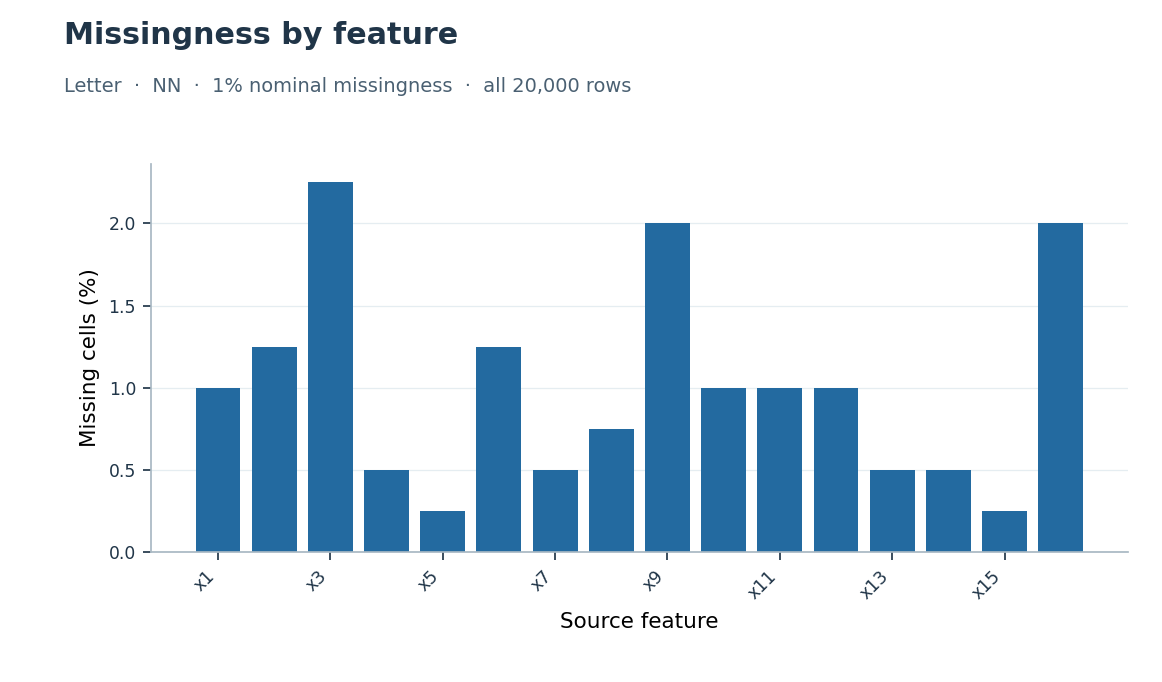 Missingness by feature
Letter · NN · 1% nominal missingness · all 20,000 rows
Missing cells (%)
2.0
1.5
1.0
0.5
0.0
x1
x3
x5
x7
x9
x11
x13
x15
Source feature